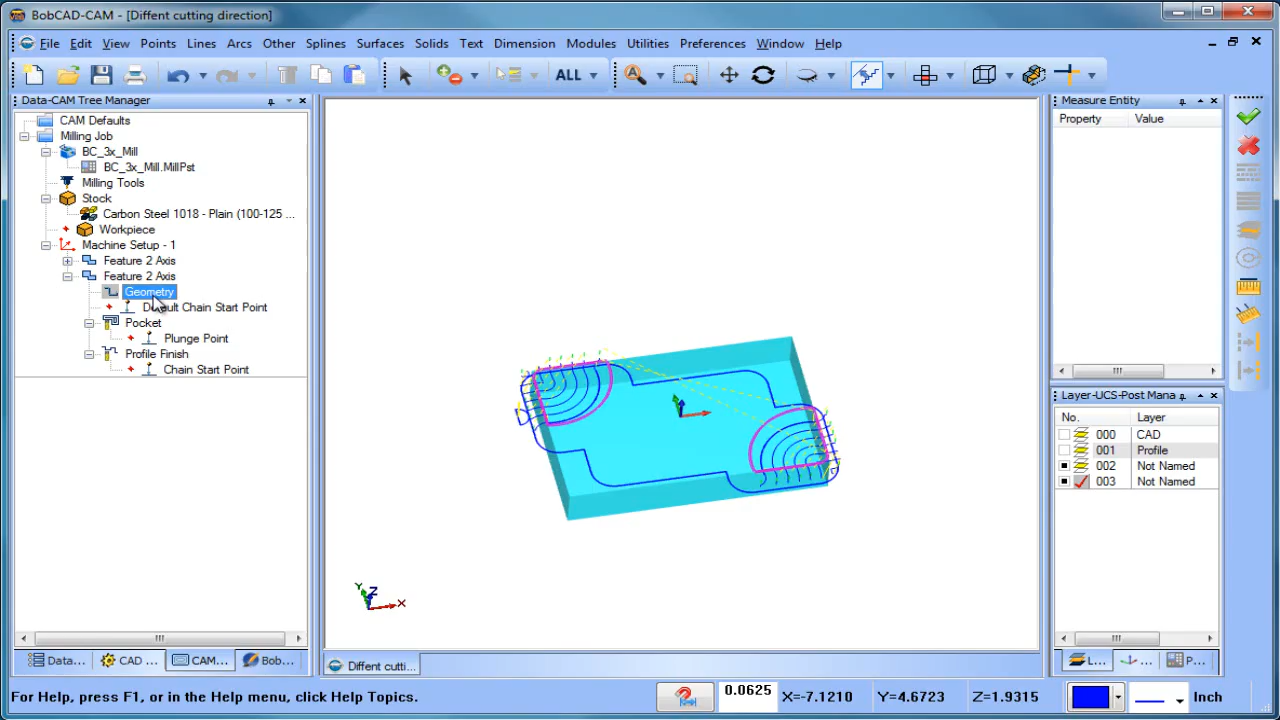 BobCAD-CAM - [Diffent cutting direction]
File Edit View Points Lines Arcs Other Splines Surfaces Solids Text Dimension Modules Utilities Preferences Window Help
ALL
Data-CAM Tree Manager
CAM Defaults
Milling Job
BC_3x_Mill
BC_3x_Mill.MillPst
Milling Tools
Stock
Carbon Steel 1018 - Plain (100-125 ...
Workpiece
Machine Setup - 1
Feature 2 Axis
Feature 2 Axis
Geometry
Default Chain Start Point
Pocket
Plunge Point
Profile Finish
Chain Start Point
Data... CAD ... CAM... Bob...
Y Z X
Diffent cutti...
Measure Entity
Property Value
Layer-UCS-Post Mana
No. Layer
000 CAD
001 Profile
002 Not Named
003 Not Named
L... ... P...
For Help, press F1, or in the Help menu, click Help Topics. 0.0625 X=-7.1210 Y=4.6723 Z=1.9315 Inch